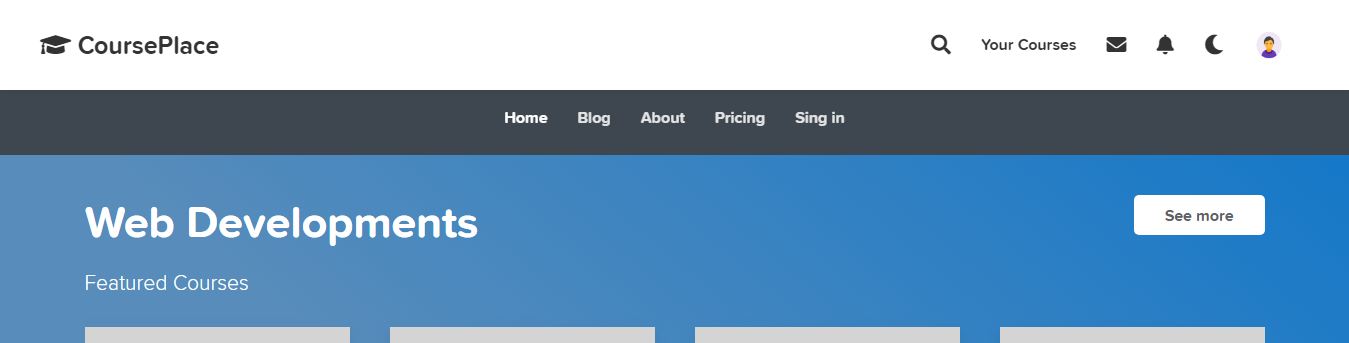 CoursePlace
Your Courses
Home Blog About Pricing Sing in
Web Developments
See more
Featured Courses